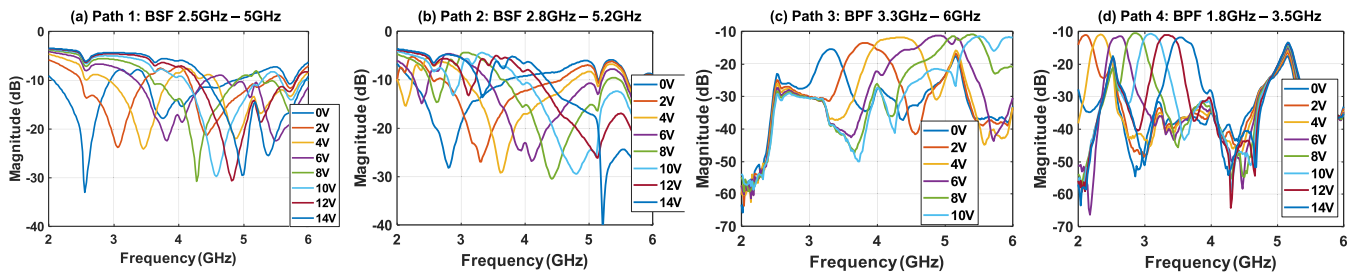 (a) Path 1: BSF 2.5GHz – 5GHz
0
-10
-20
-30
-40
2
3
4
5
6
Magnitude (dB)
Frequency (GHz)
0V
2V
4V
6V
8V
10V
12V
14V
(b) Path 2: BSF 2.8GHz – 5.2GHz
0
-10
-20
-30
-40
2
3
4
5
6
Magnitude (dB)
Frequency (GHz)
0V
2V
4V
6V
8V
10V
12V
14V
(c) Path 3: BPF 3.3GHz – 6GHz
-10
-20
-30
-40
-50
-60
-70
2
3
4
5
6
Magnitude (dB)
Frequency (GHz)
0V
2V
4V
6V
8V
10V
(d) Path 4: BPF 1.8GHz – 3.5GHz
-10
-20
-30
-40
-50
-60
-70
2
3
4
5
6
Magnitude (dB)
Frequency (GHz)
0V
2V
4V
6V
8V
10V
12V
14V